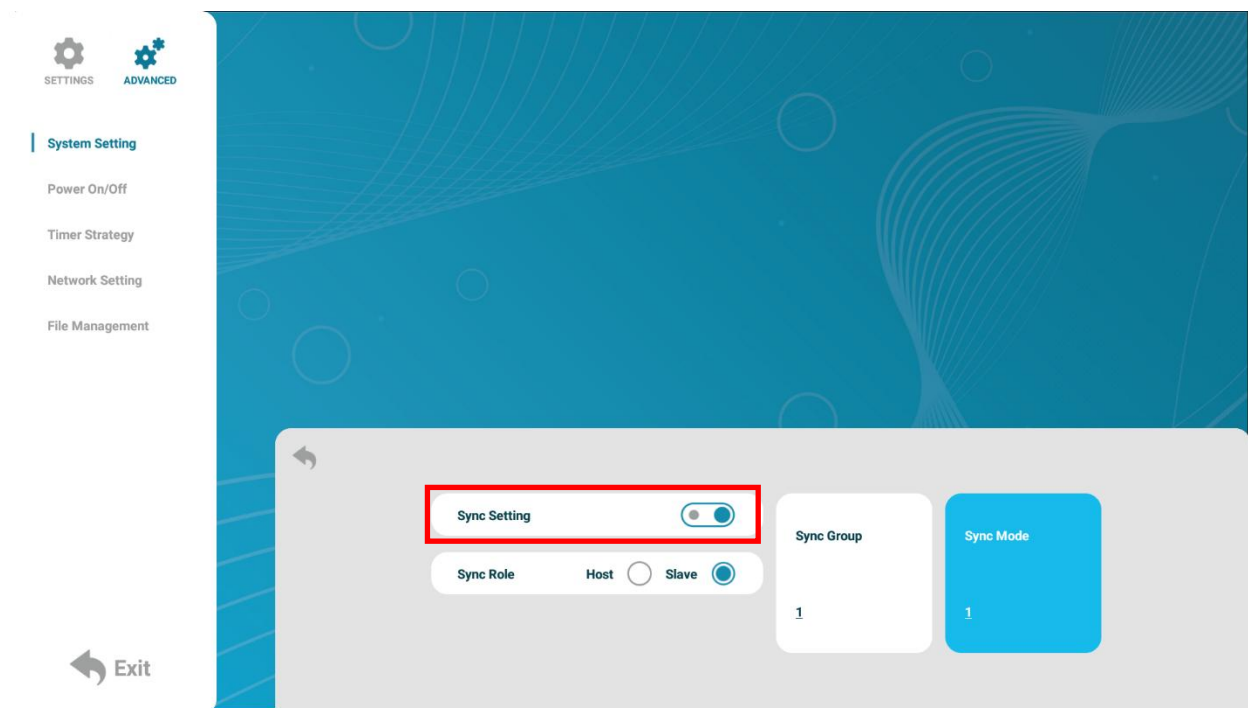 SETTINGS ADVANCED
System Setting
Power On/Off
Timer Strategy
Network Setting
File Management
Exit
Sync Setting
Sync Role Host Slave
Sync Group
1
Sync Mode
1